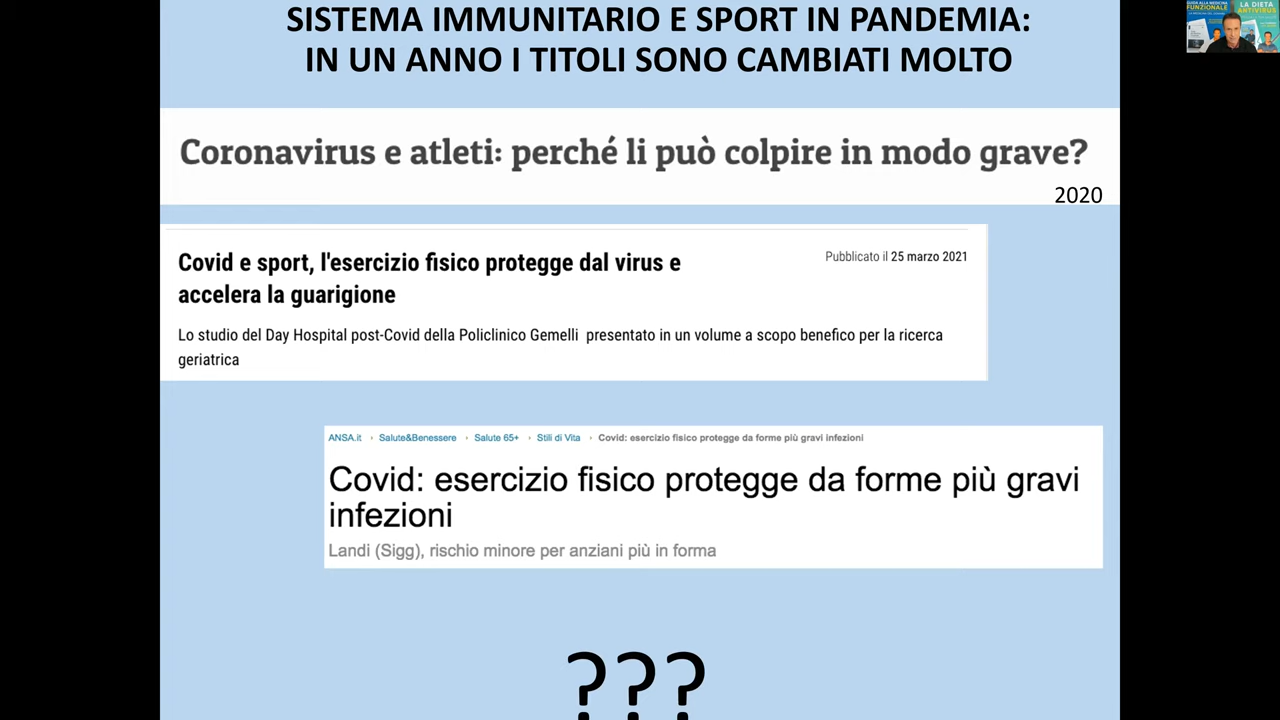 SISTEMA IMMUNITARIO E SPORT IN PANDEMIA:
IN UN ANNO I TITOLI SONO CAMBIATI MOLTO
FUNZIONALE
LA DIETA
ANTIVIRUS
Coronavirus e atleti: perché li può colpire in modo grave?
2020
Covid e sport, l'esercizio fisico protegge dal virus e
accelera la guarigione
Pubblicato il 25 marzo 2021
Lo studio del Day Hospital post-Covid della Policlinico Gemelli presentato in un volume a scopo benefico per la ricerca
geriatrica
ANSA.it › Salute&Benessere › Salute 65+ › Stili di Vita › Covid: esercizio fisico protegge da forme più gravi infezioni
Covid: esercizio fisico protegge da forme più gravi
infezioni
Landi (Sigg), rischio minore per anziani più in forma
???